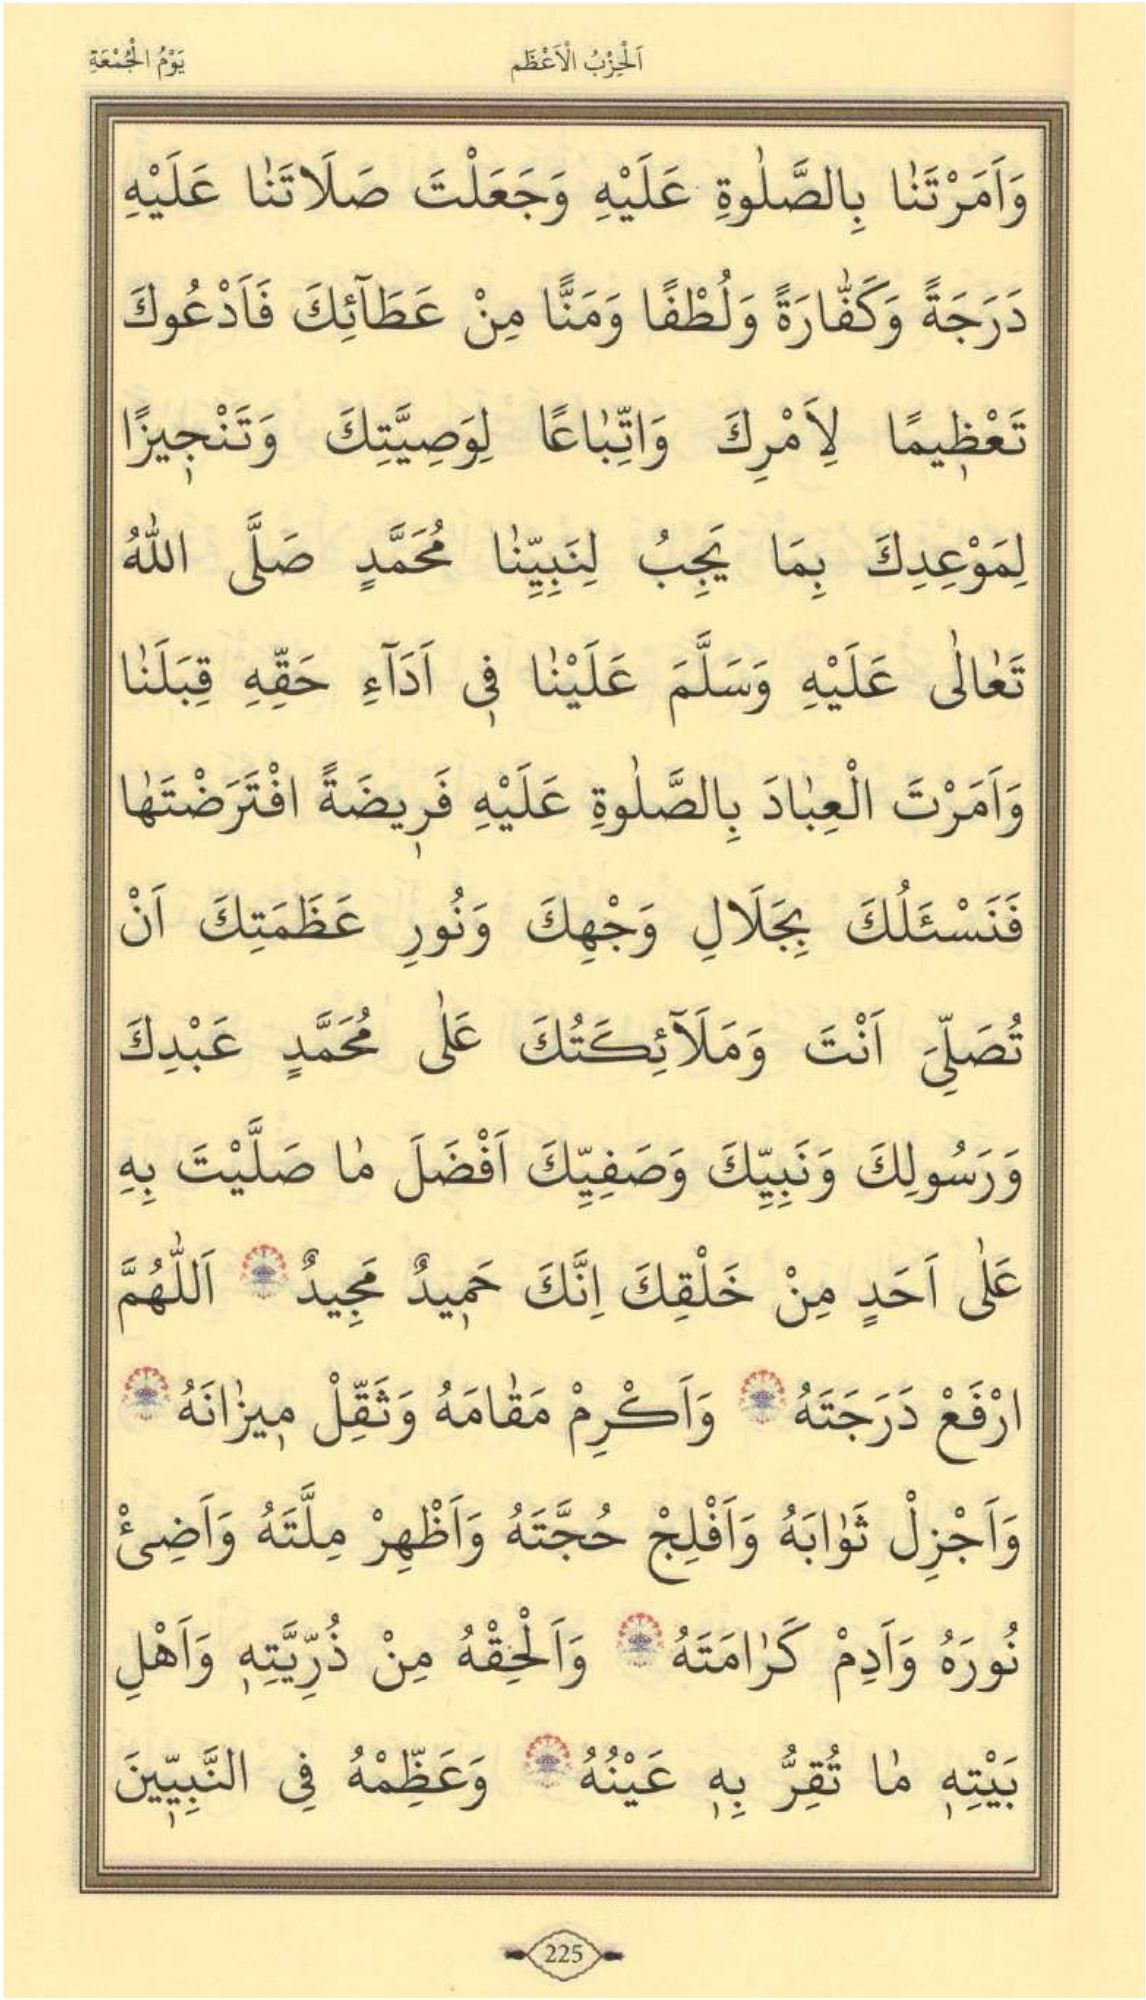 اَلْحِزْبُ الْاَعْظَم
يَوْمُ الْجُمُعَةِ
وَاَمَرْتَنٰا بِالصَّلٰوةِ عَلَيْهِ وَجَعَلْتَ صَلَاتَنٰا عَلَيْهِ
دَرَجَةً وَكَفّٰارَةً وَلُطْفًا وَمَنًّا مِنْ عَطَآئِكَ فَاَدْعُوكَ
تَعْظٖيمًا لِاَمْرِكَ وَاتِّبٰاعًا لِوَصِيَّتِكَ وَتَنْجٖيزًا
لِمَوْعِدِكَ بِمَا يَجِبُ لِنَبِيِّنٰا مُحَمَّدٍ صَلَّى اللّٰهُ
تَعٰالٰى عَلَيْهِ وَسَلَّمَ عَلَيْنٰا فٖى اَدَآءِ حَقِّهِ قِبَلَنٰا
وَاَمَرْتَ الْعِبٰادَ بِالصَّلٰوةِ عَلَيْهِ فَرٖيضَةً افْتَرَضْتَهٰا
فَنَسْئَلُكَ بِجَلَالِ وَجْهِكَ وَنُورِ عَظَمَتِكَ اَنْ
تُصَلِّىَ اَنْتَ وَمَلَآئِكَتُكَ عَلٰى مُحَمَّدٍ عَبْدِكَ
وَرَسُولِكَ وَنَبِيِّكَ وَصَفِيِّكَ اَفْضَلَ مٰا صَلَّيْتَ بِهِ
عَلٰى اَحَدٍ مِنْ خَلْقِكَ اِنَّكَ حَمٖيدٌ مَجِيدٌ اَللّٰهُمَّ
ارْفَعْ دَرَجَتَهُ وَاَكْرِمْ مَقٰامَهُ وَثَقِّلْ مٖيزٰانَهُ
وَاَجْزِلْ ثَوٰابَهُ وَاَفْلِجْ حُجَّتَهُ وَاَظْهِرْ مِلَّتَهُ وَاَضِئْ
نُورَهُ وَاَدِمْ كَرٰامَتَهُ وَاَلْحِقْهُ مِنْ ذُرِّيَّتِهٖ وَاَهْلِ
بَيْتِهٖ مٰا تُقِرُّ بِهٖ عَيْنُهُ وَعَظِّمْهُ فِى النَّبِيّٖينَ
225